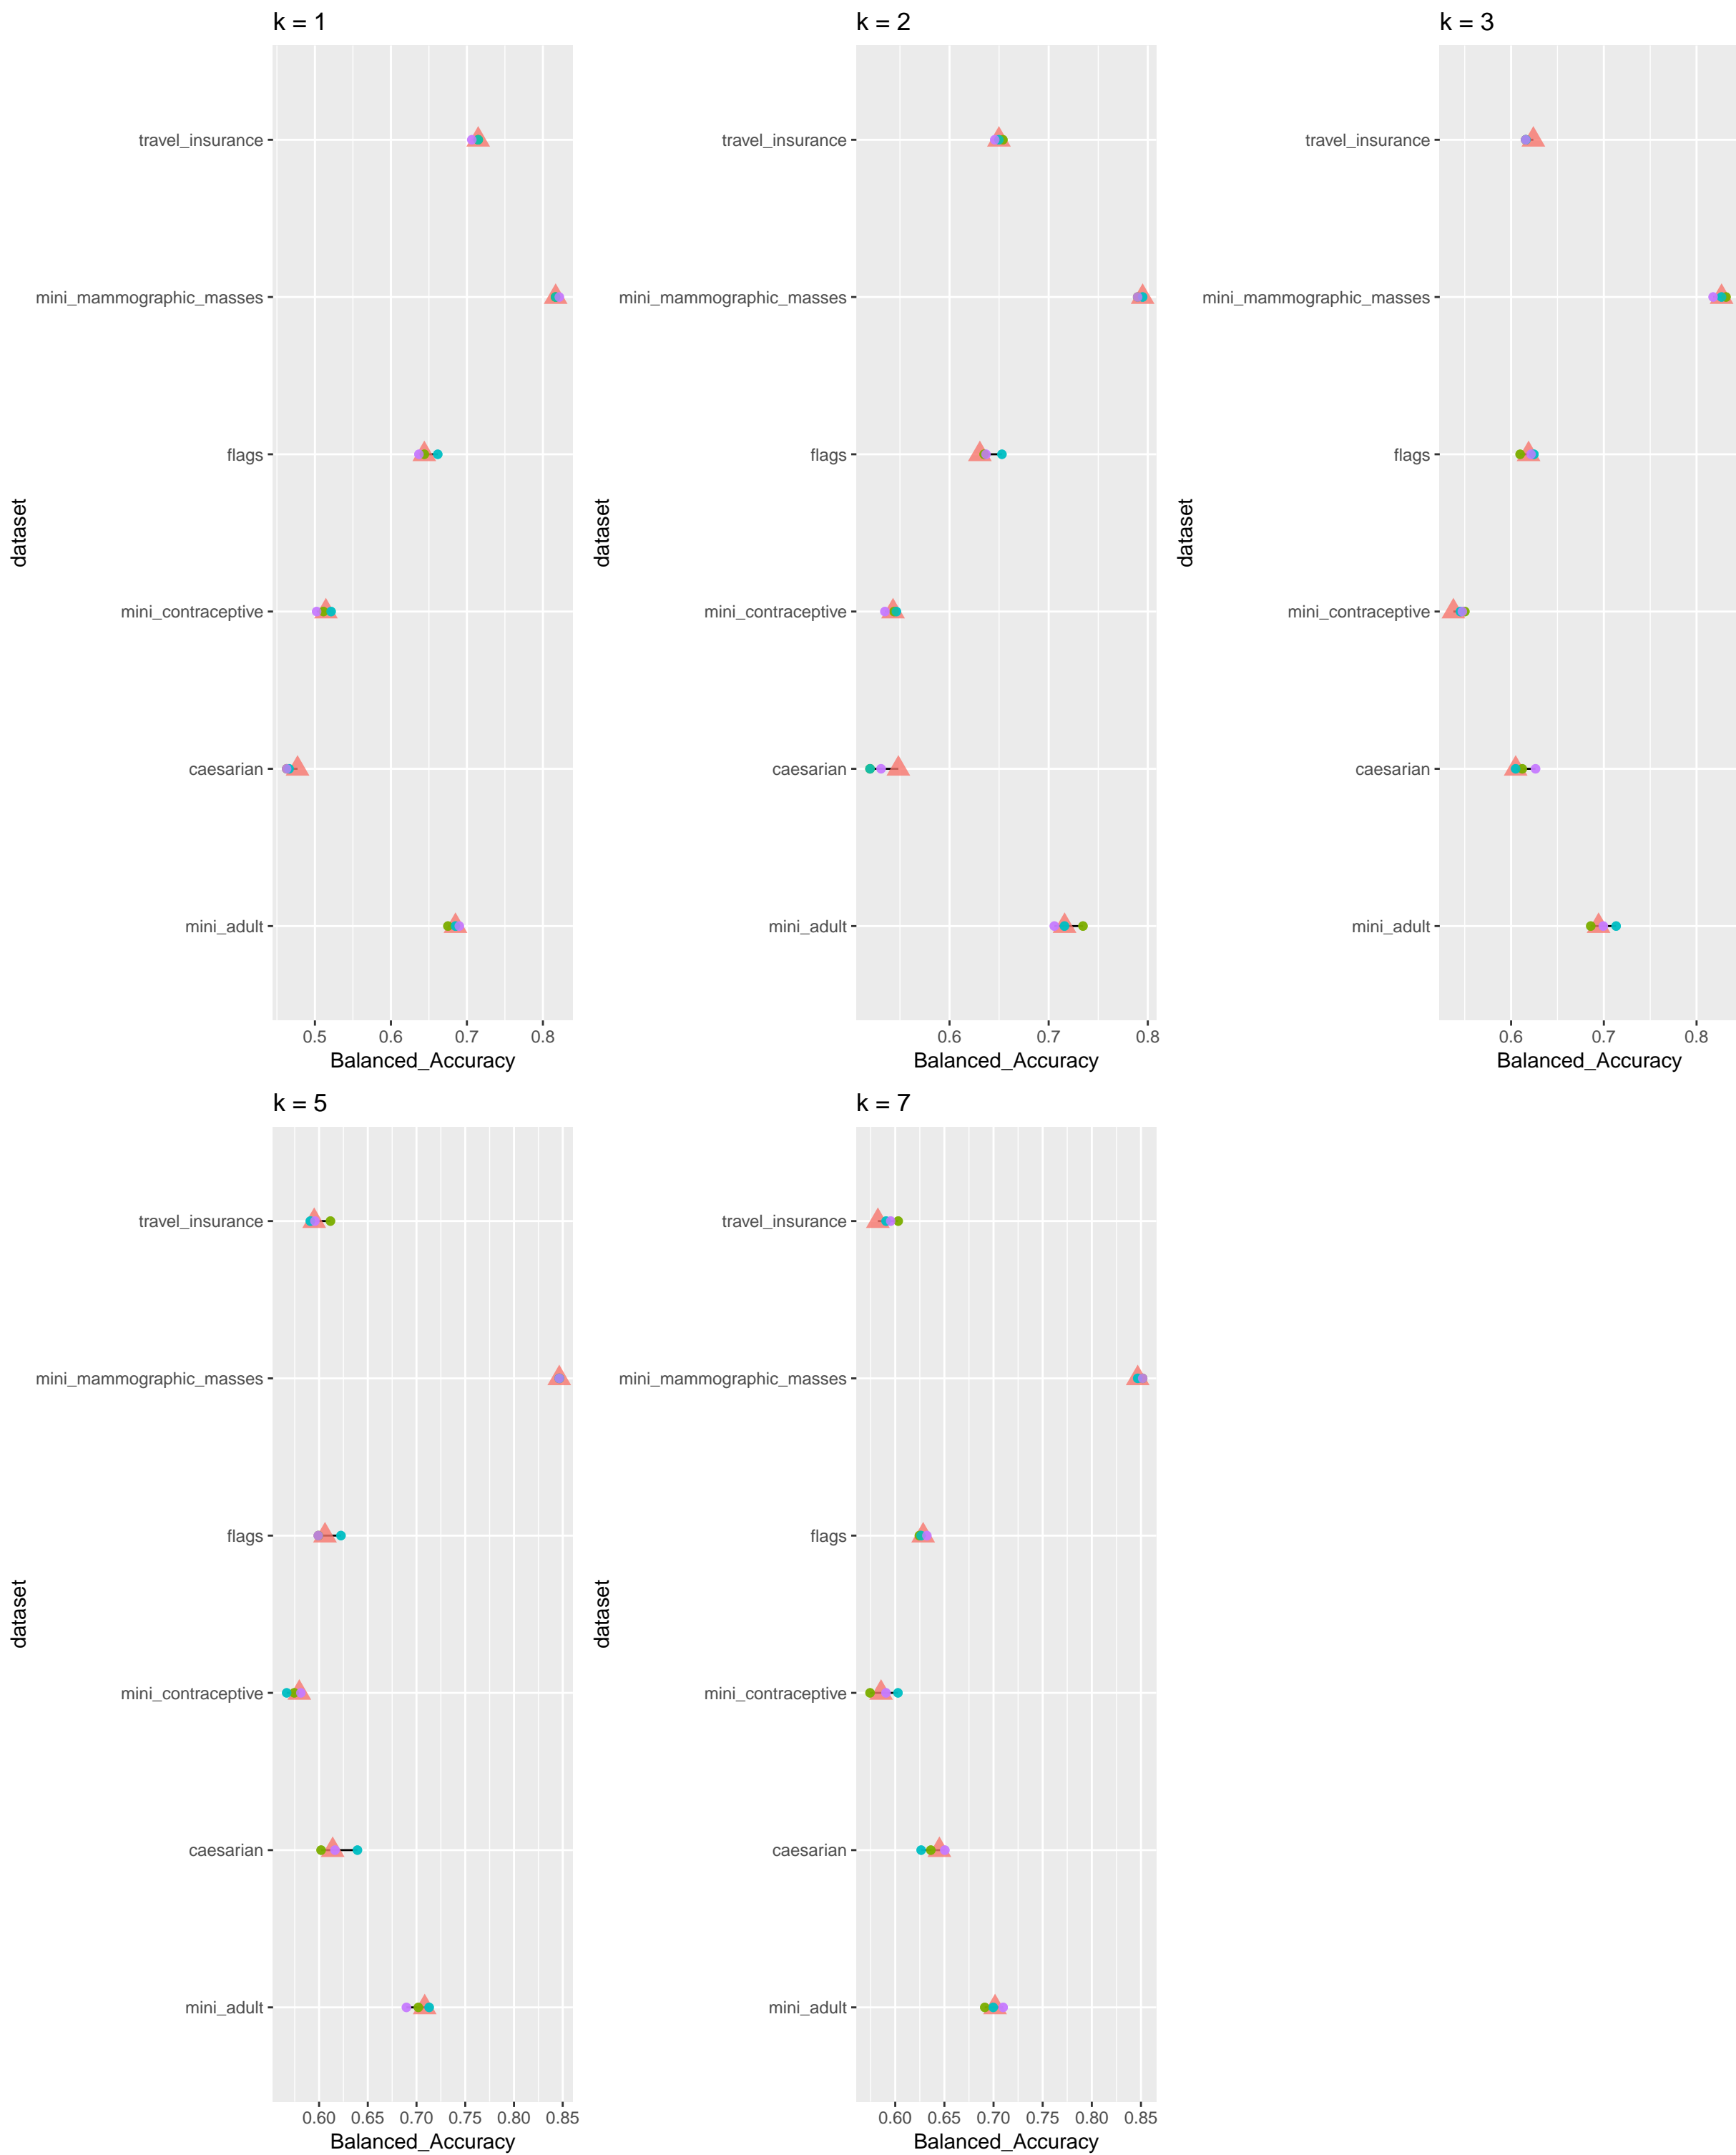 k = 1
travel_insurance
mini_mammographic_masses
flags
mini_contraceptive
caesarian
mini_adult
dataset
0.5 0.6 0.7 0.8
Balanced_Accuracy
k = 2
travel_insurance
mini_mammographic_masses
flags
mini_contraceptive
caesarian
mini_adult
dataset
0.6 0.7 0.8
Balanced_Accuracy
k = 3
travel_insurance
mini_mammographic_masses
flags
mini_contraceptive
caesarian
mini_adult
dataset
0.6 0.7 0.8
Balanced_Accuracy
k = 5
travel_insurance
mini_mammographic_masses
flags
mini_contraceptive
caesarian
mini_adult
dataset
0.60 0.65 0.70 0.75 0.80 0.85
Balanced_Accuracy
k = 7
travel_insurance
mini_mammographic_masses
flags
mini_contraceptive
caesarian
mini_adult
dataset
0.60 0.65 0.70 0.75 0.80 0.85
Balanced_Accuracy